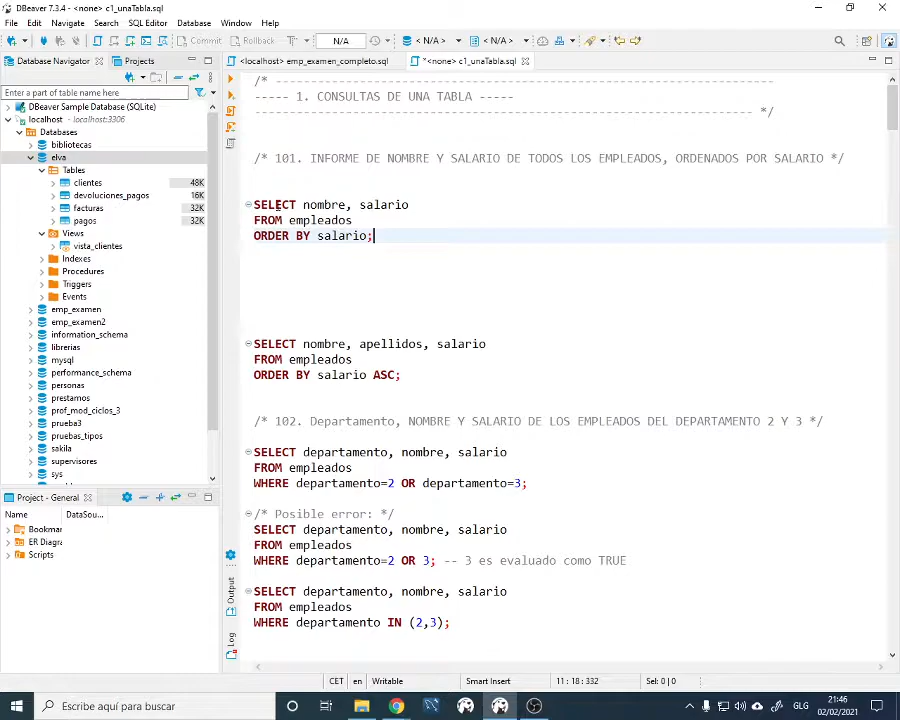 DBeaver 7.3.4 - <none> c1_unaTabla.sql
File Edit Navigate Search SQL Editor Database Window Help
Commit Rollback T N/A < N/A > < N/A >
Database Navigator Projects
<localhost> emp_examen_completo.sql *<none> c1_unaTabla.sql
Enter a part of table name here
DBeaver Sample Database (SQLite)
localhost - localhost:3306
Databases
bibliotecas
elva
Tables
clientes 48K
devoluciones_pagos 16K
facturas 32K
pagos 32K
Views
vista_clientes
Indexes
Procedures
Triggers
Events
emp_examen
emp_examen2
information_schema
librerias
mysql
performance_schema
personas
prestamos
prof_mod_ciclos_3
prueba3
pruebas_tipos
sakila
supervisores
sys
Project - General
Name DataSou...
Bookmar
ER Diagra
Scripts
/* -----------------------------------------------------------------------
----- 1. CONSULTAS DE UNA TABLA -----
----------------------------------------------------------------------- */
/* 101. INFORME DE NOMBRE Y SALARIO DE TODOS LOS EMPLEADOS, ORDENADOS POR SALARIO */
SELECT nombre, salario
FROM empleados
ORDER BY salario;
SELECT nombre, apellidos, salario
FROM empleados
ORDER BY salario ASC;
/* 102. Departamento, NOMBRE Y SALARIO DE LOS EMPLEADOS DEL DEPARTAMENTO 2 Y 3 */
SELECT departamento, nombre, salario
FROM empleados
WHERE departamento=2 OR departamento=3;
/* Posible error: */
SELECT departamento, nombre, salario
FROM empleados
WHERE departamento=2 OR 3; -- 3 es evaluado como TRUE
SELECT departamento, nombre, salario
FROM empleados
WHERE departamento IN (2,3);
Output
Log
CET en Writable Smart Insert 11 : 18 : 332 Sel: 0 | 0
Escribe aquí para buscar
GLG
21:46
02/02/2021